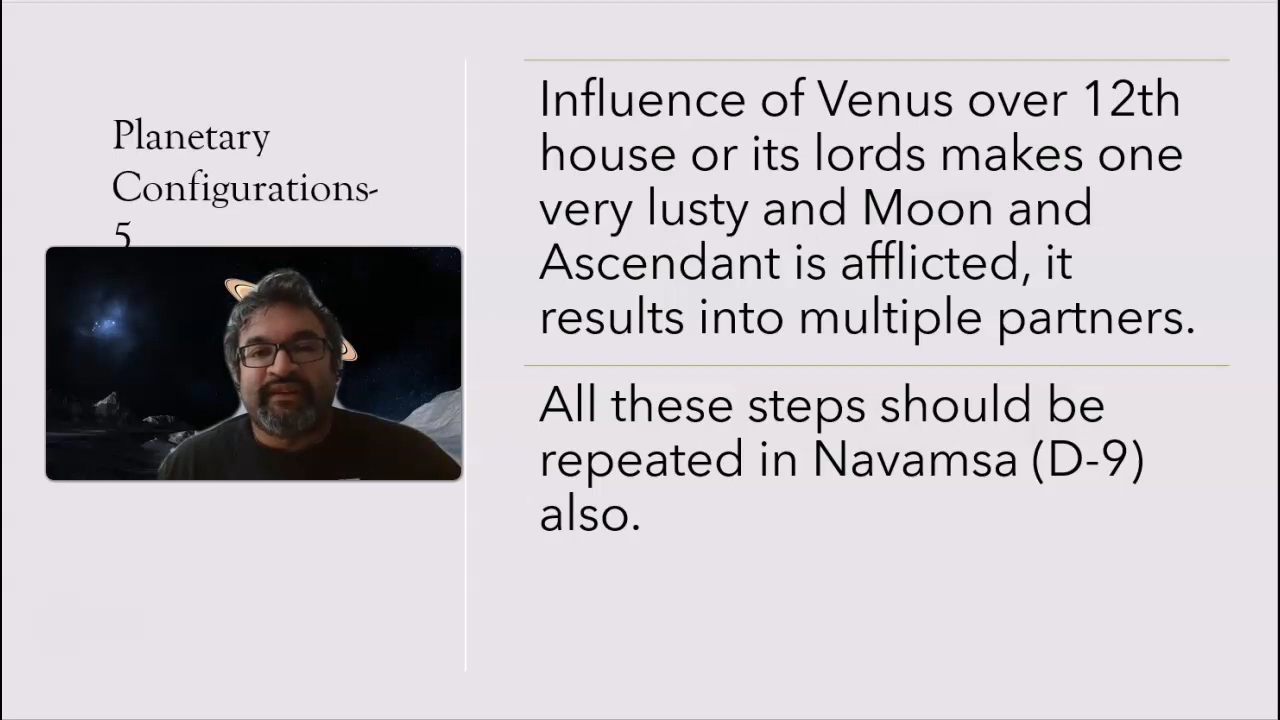 Planetary
Configurations-
5
Influence of Venus over 12th
house or its lords makes one
very lusty and Moon and
Ascendant is afflicted, it
results into multiple partners.
All these steps should be
repeated in Navamsa (D-9)
also.